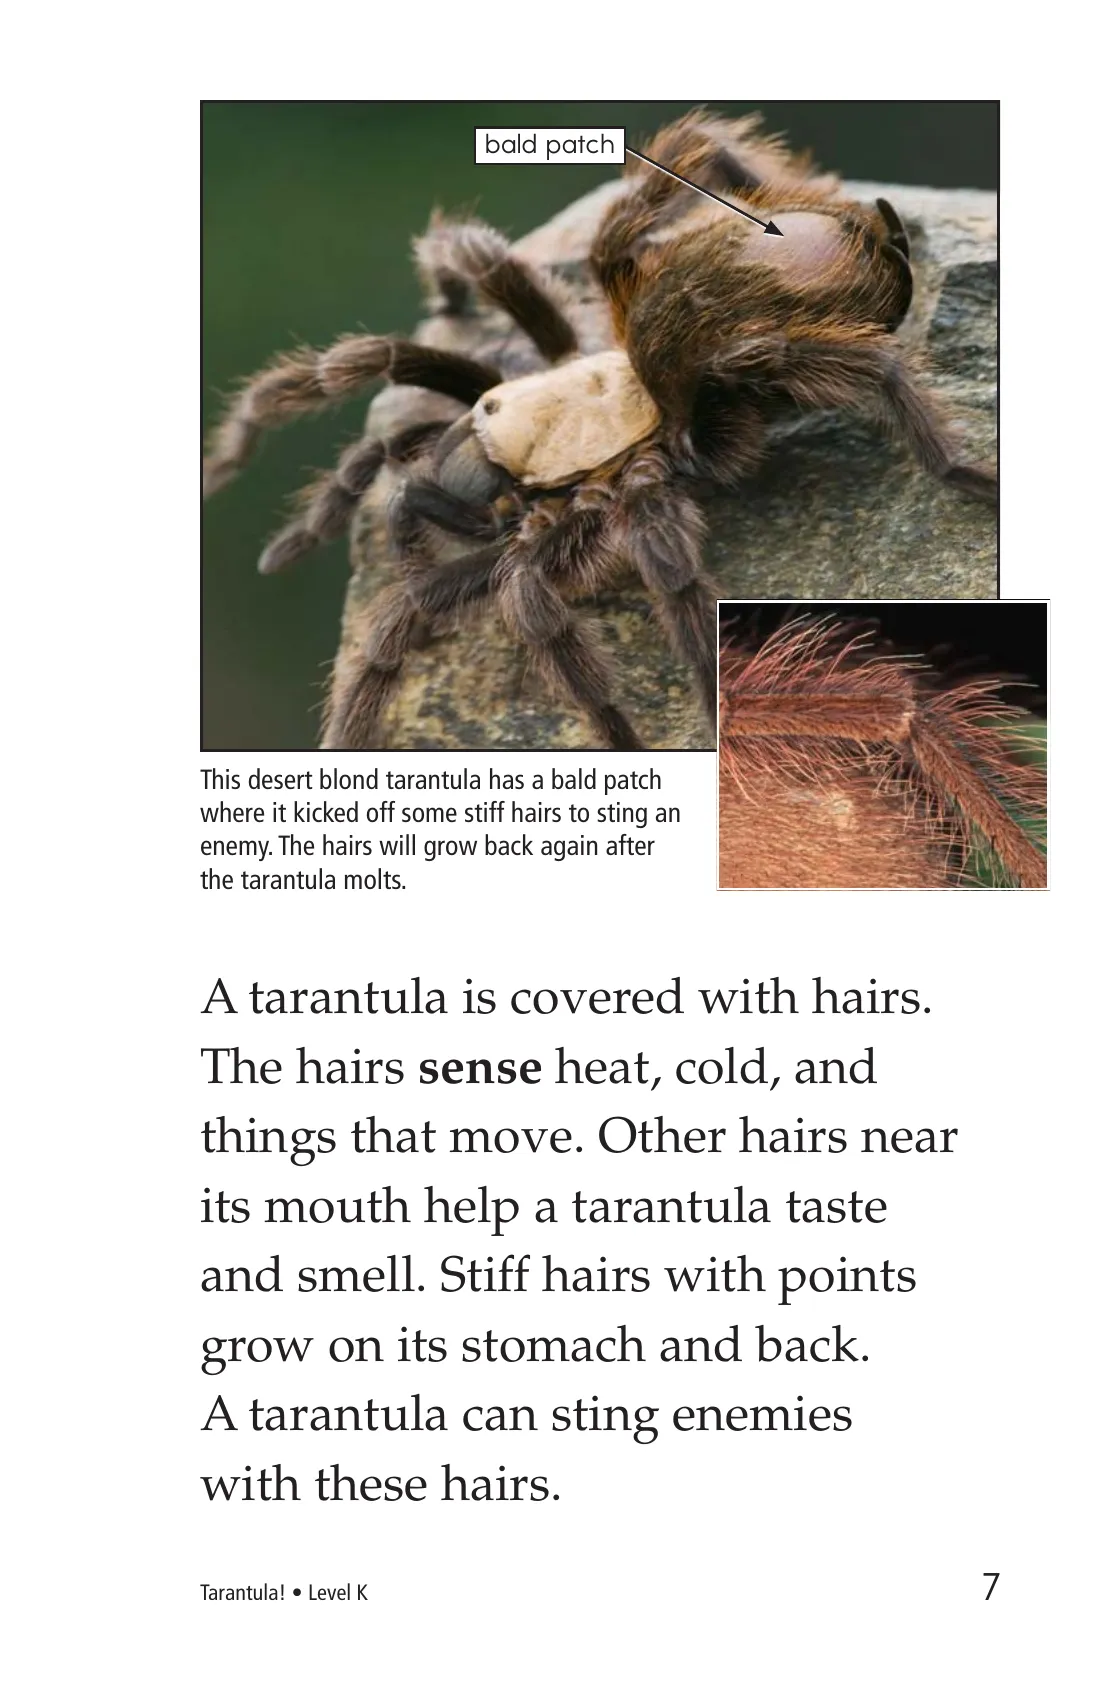 bald patch
This desert blond tarantula has a bald patch
where it kicked off some stiff hairs to sting an
enemy. The hairs will grow back again after
the tarantula molts.
A tarantula is covered with hairs.
The hairs sense heat, cold, and
things that move. Other hairs near
its mouth help a tarantula taste
and smell. Stiff hairs with points
grow on its stomach and back.
A tarantula can sting enemies
with these hairs.
Tarantula! • Level K
7